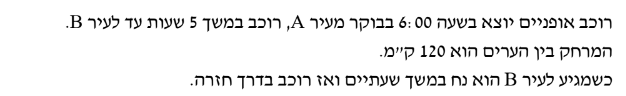 רוכב אופניים יוצא בשעה 6:00 בבוקר מעיר A, רוכב במשך 5 שעות עד לעיר B.
המרחק בין הערים הוא 120 ק״מ.
כשמגיע לעיר B הוא נח במשך שעתיים ואז רוכב בדרך חזרה.